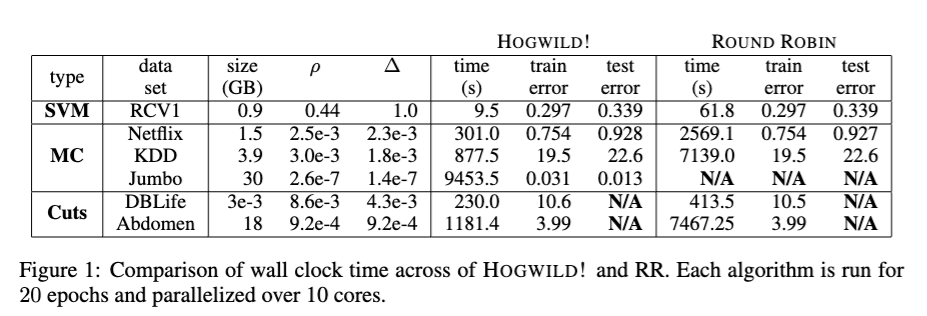 HOGWILD! ROUND ROBIN
type data set size (GB) ρ Δ time (s) train error test error time (s) train error test error
SVM RCV1 0.9 0.44 1.0 9.5 0.297 0.339 61.8 0.297 0.339
MC Netflix 1.5 2.5e-3 2.3e-3 301.0 0.754 0.928 2569.1 0.754 0.927
KDD 3.9 3.0e-3 1.8e-3 877.5 19.5 22.6 7139.0 19.5 22.6
Jumbo 30 2.6e-7 1.4e-7 9453.5 0.031 0.013 N/A N/A N/A
Cuts DBLife 3e-3 8.6e-3 4.3e-3 230.0 10.6 N/A 413.5 10.5 N/A
Abdomen 18 9.2e-4 9.2e-4 1181.4 3.99 N/A 7467.25 3.99 N/A
Figure 1: Comparison of wall clock time across of HOGWILD! and RR. Each algorithm is run for
20 epochs and parallelized over 10 cores.